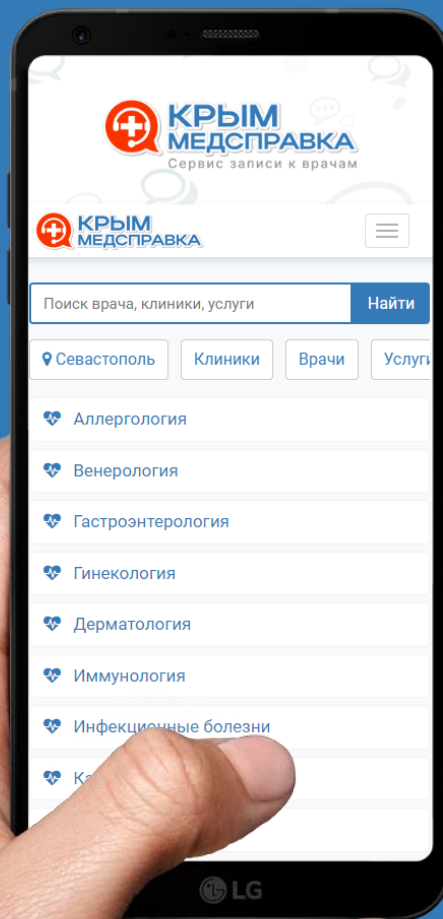 КРЫМ
МЕДСПРАВКА
Сервис записи к врачам
КРЫМ
МЕДСПРАВКА
Поиск врача, клиники, услуги Найти
Севастополь Клиники Врачи
Аллергология
Венерология
Гастроэнтерология
Гинекология
Дерматология
Иммунология
Инфекционные болезни
LG